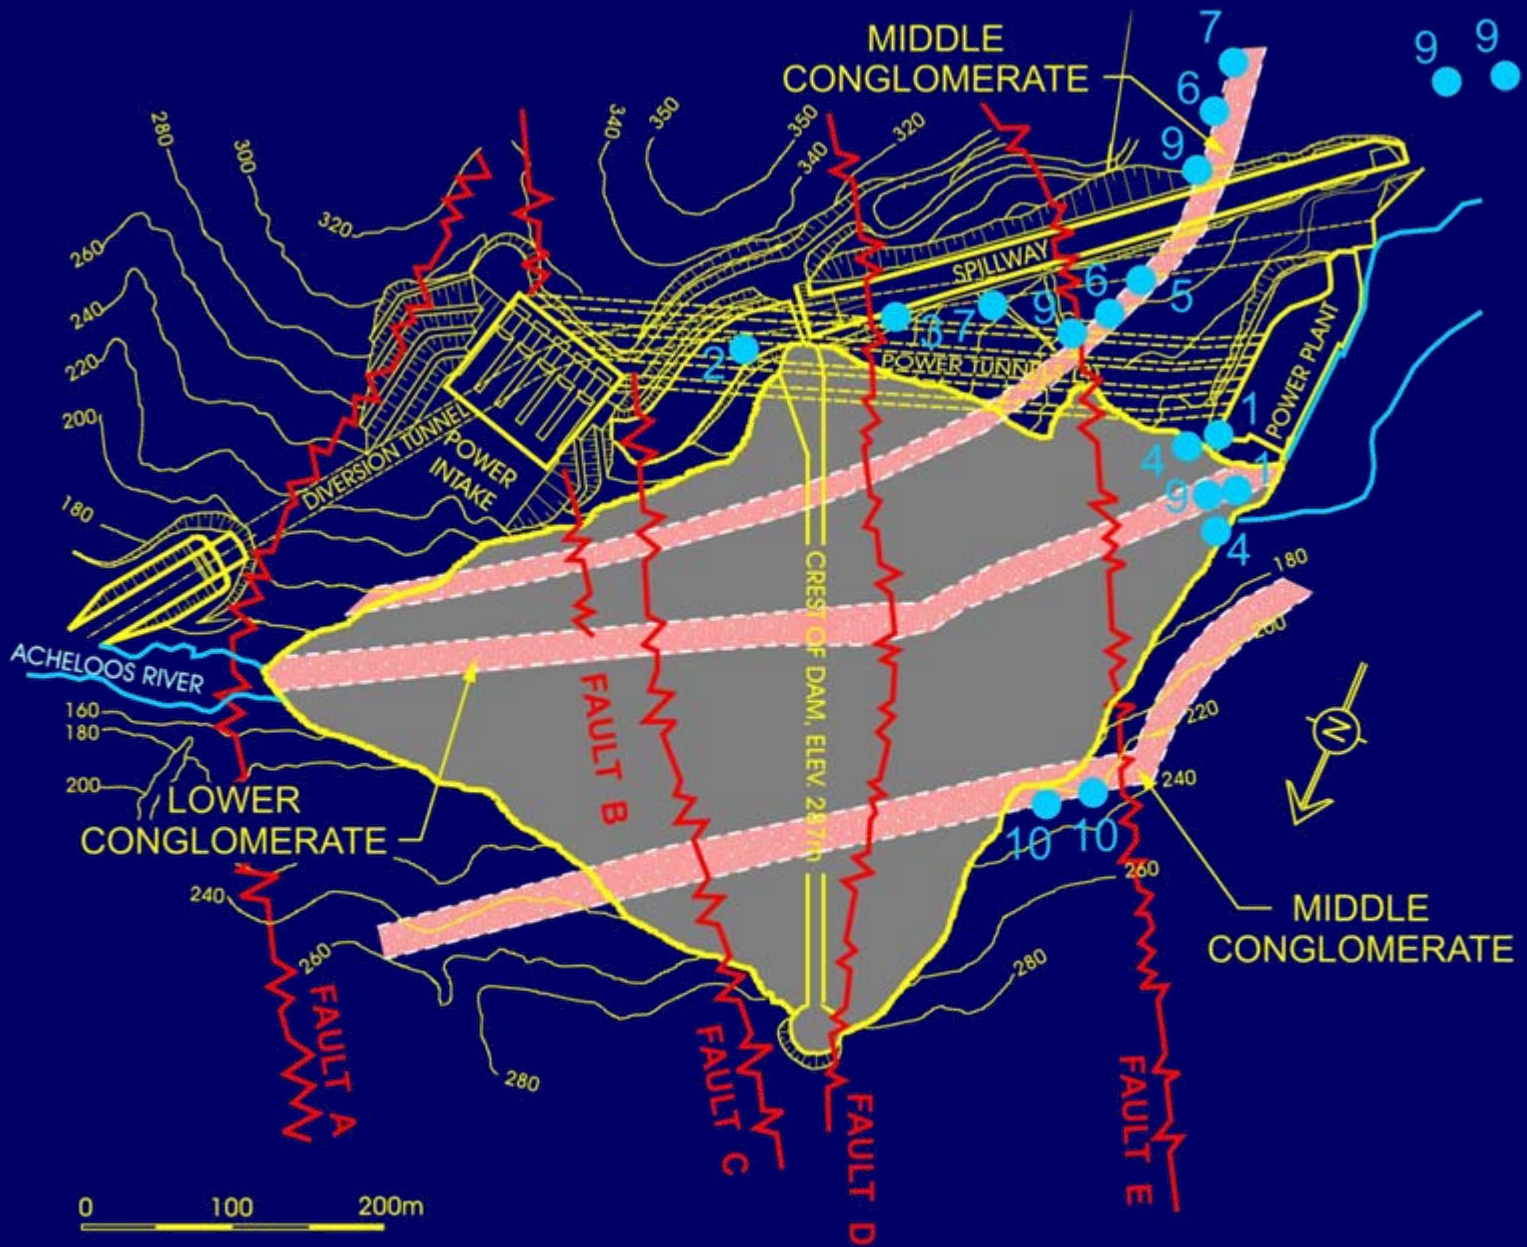 MIDDLE
CONGLOMERATE
7
9
9
6
9
280
300
340
350
350
340
320
320
260
240
220
200
180
SPILLWAY
6
5
9
7
3
2
POWER TUNNEL
POWER PLANT
DIVERSION TUNNEL
POWER
INTAKE
1
4
1
9
4
CREST OF DAM, ELEV. 287m
180
200
220
240
260
280
ACHELOOS RIVER
160
180
200
LOWER
CONGLOMERATE
240
260
280
10
10
N
MIDDLE
CONGLOMERATE
FAULT A
FAULT B
FAULT C
FAULT D
FAULT E
0 100 200m